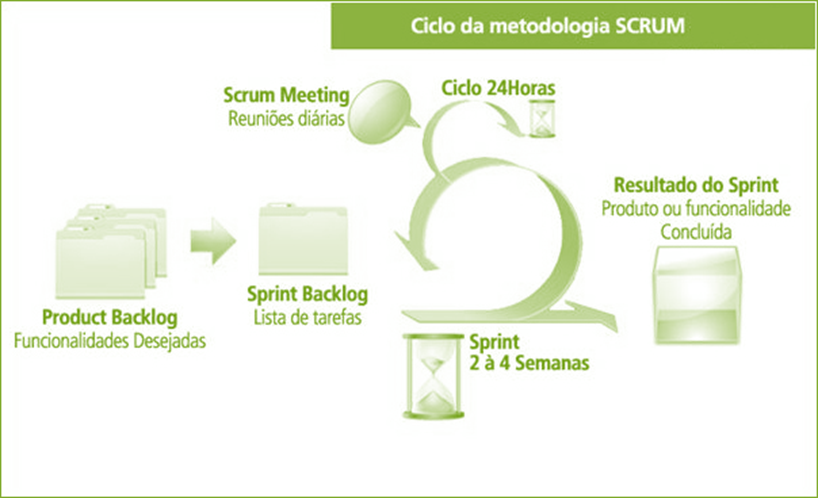 Ciclo da metodologia SCRUM
Scrum Meeting
Reuniões diárias
Ciclo 24Horas
Product Backlog
Funcionalidades Desejadas
Sprint Backlog
Lista de tarefas
Sprint
2 à 4 Semanas
Resultado do Sprint
Produto ou funcionalidade
Concluída